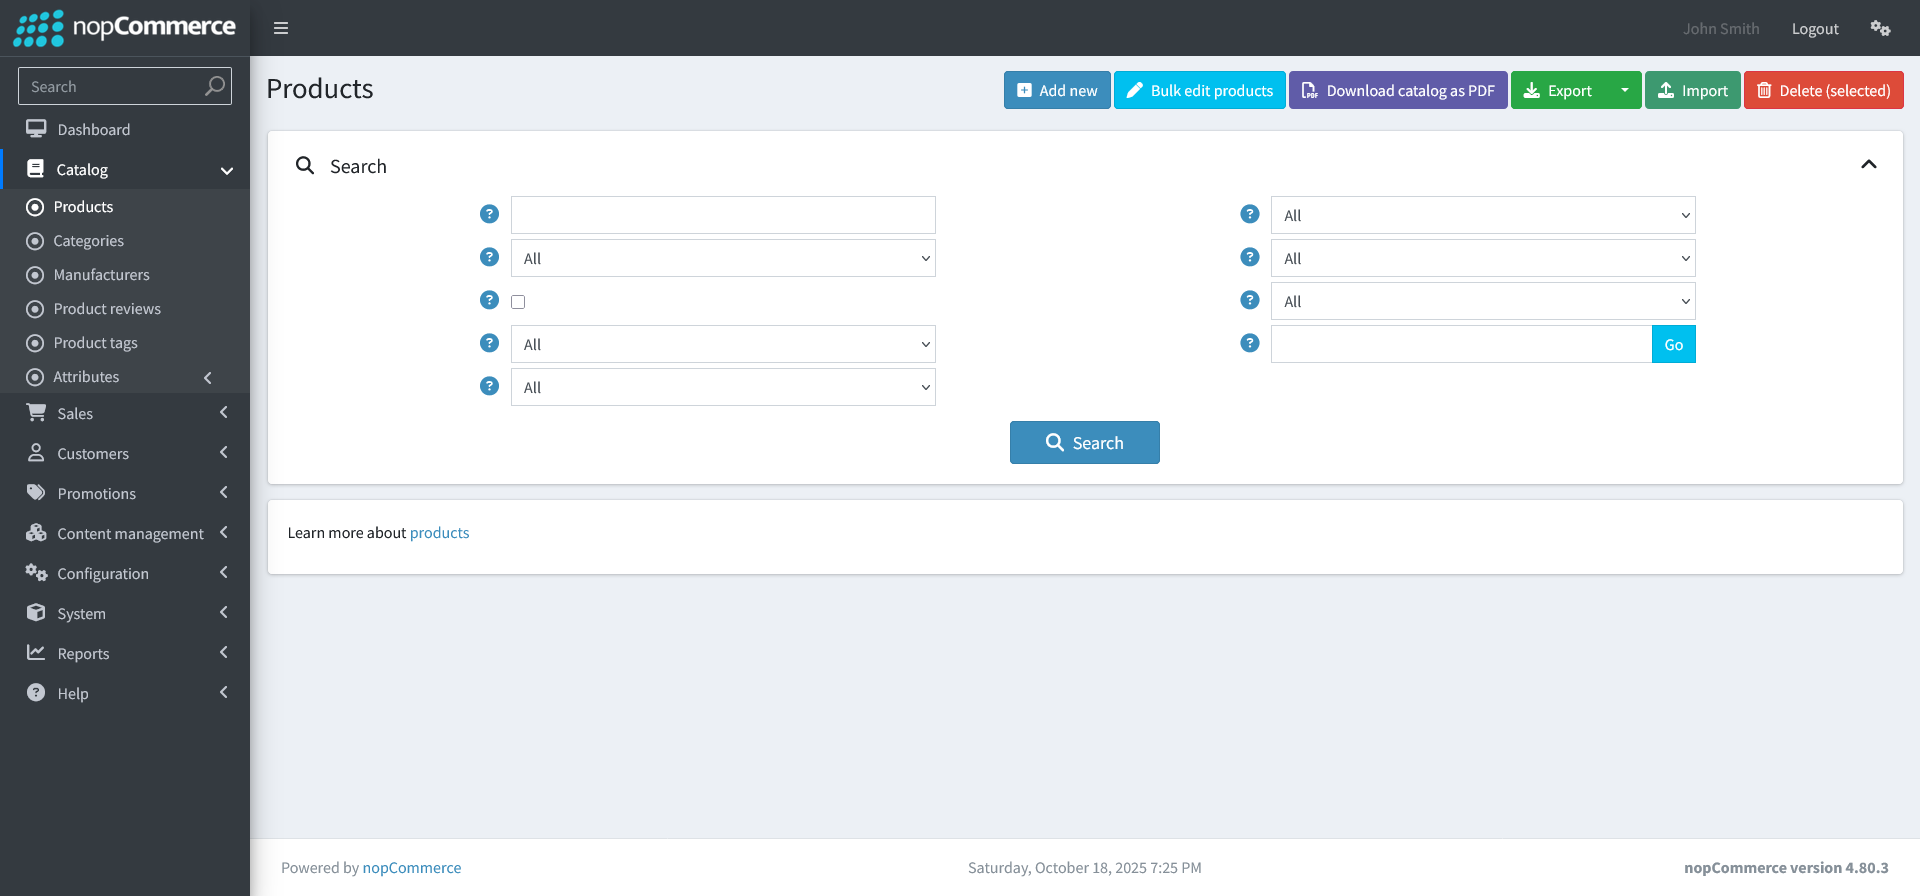 nopCommerce
John Smith
Logout
Search
Dashboard
Catalog
Products
Categories
Manufacturers
Product reviews
Product tags
Attributes
Sales
Customers
Promotions
Content management
Configuration
System
Reports
Help
Products
Add new
Bulk edit products
PDF
Download catalog as PDF
Export
Import
Delete (selected)
Search
? ? All
? All ? All
? ? All
? All ? Go
? All
Search
Learn more about products
Powered by nopCommerce
Saturday, October 18, 2025 7:25 PM
nopCommerce version 4.80.3